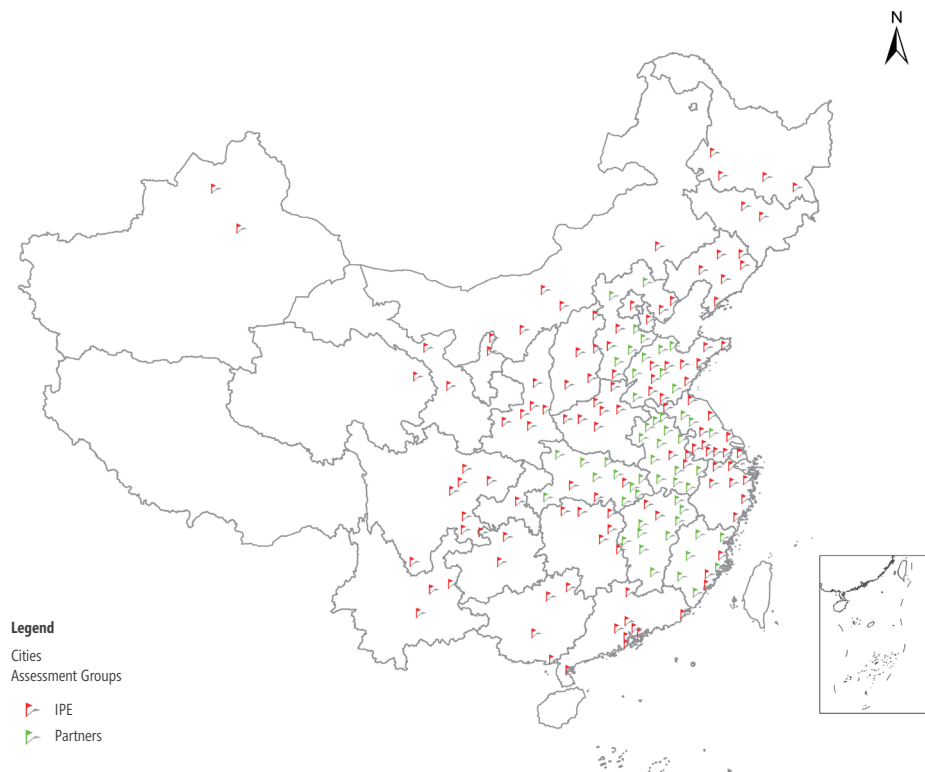 N
Legend
Cities
Assessment Groups
IPE
Partners